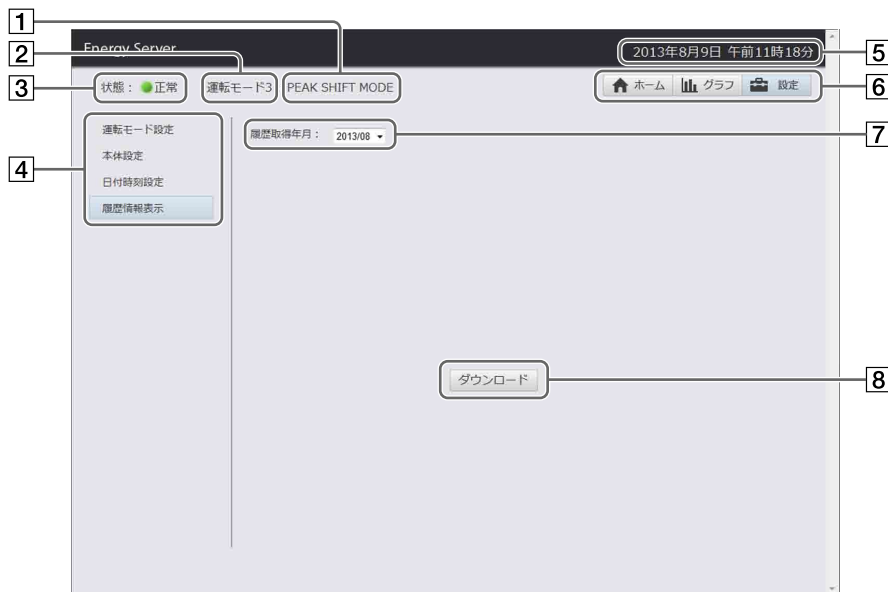 1
2
Energy Server
2013年8月9日 午前11時18分
5
3
状態： 正常
運転モード3
PEAK SHIFT MODE
ホーム
グラフ
設定
6
運転モード設定
履歴取得年月：
2013/08
7
本体設定
4
日付時刻設定
履歴情報表示
ダウンロード
8